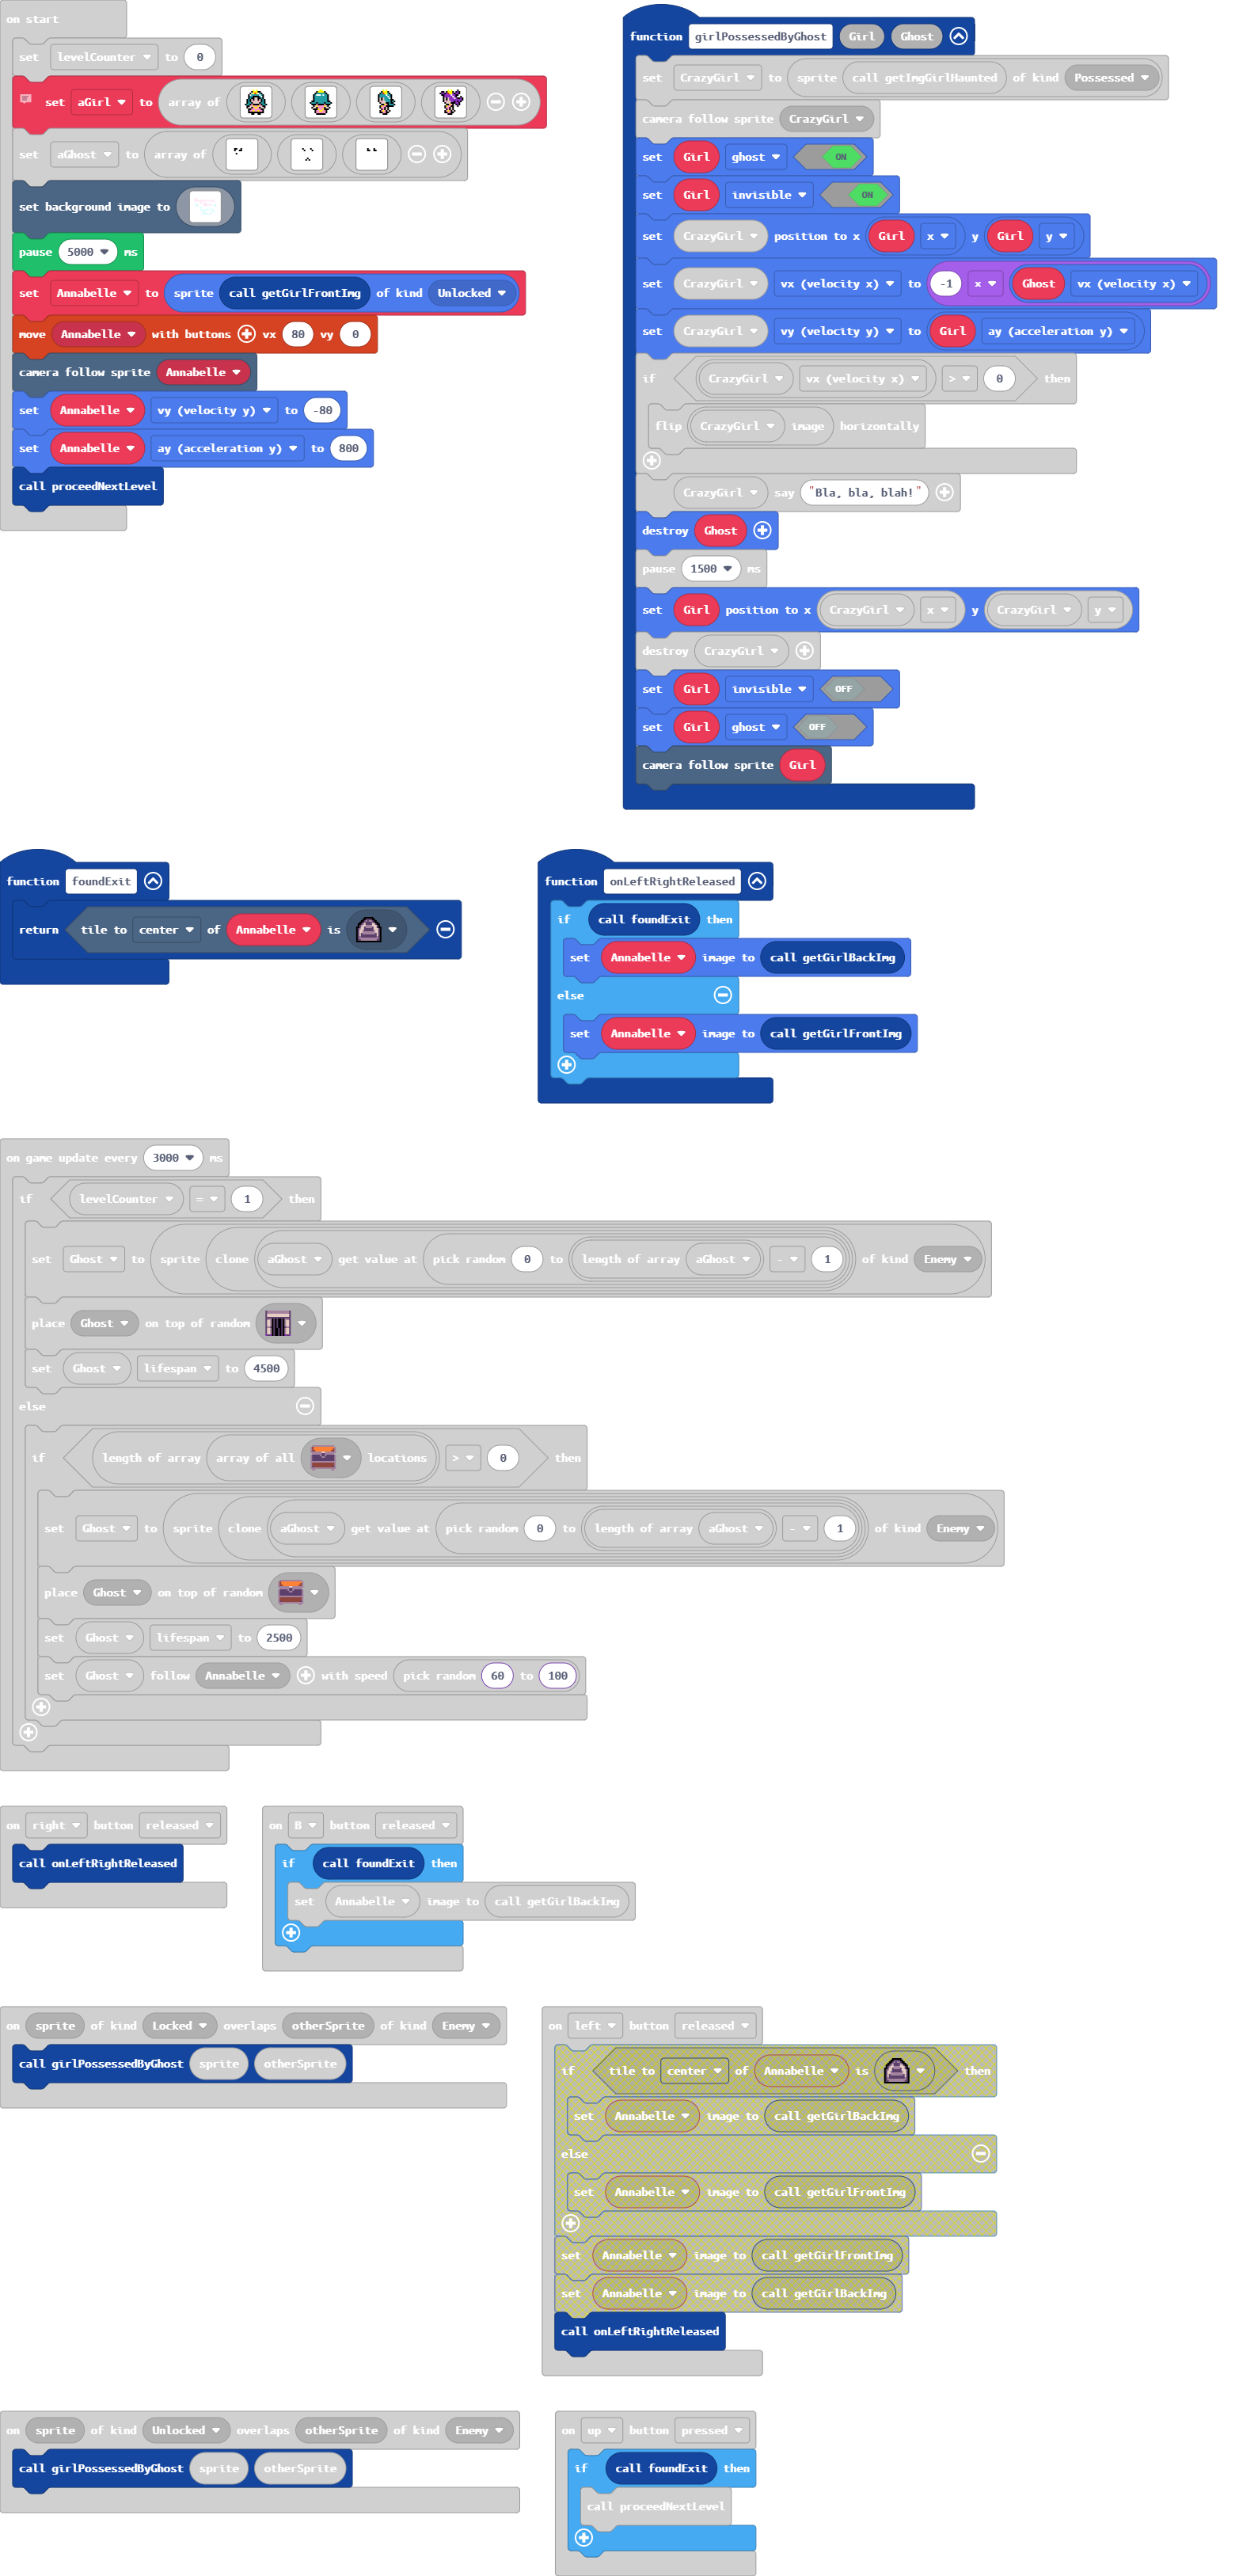 on start
set levelCounter to 0
set aGirl to array of
set aGhost to array of
set background image to
pause 5000 ms
set Annabelle to sprite call getGirlFrontImg of kind Unlocked
move Annabelle with buttons vx 80 vy 0
camera follow sprite Annabelle
set Annabelle vy (velocity y) to -80
set Annabelle ay (acceleration y) to 800
call proceedNextLevel
function girlPossessedByGhost Girl Ghost
set CrazyGirl to sprite call getImgGirlHaunted of kind Possessed
camera follow sprite CrazyGirl
set Girl ghost ON
set Girl invisible ON
set CrazyGirl position to x Girl x y Girl y
set CrazyGirl vx (velocity x) to -1 x Ghost vx (velocity x)
set CrazyGirl vy (velocity y) to Girl ay (acceleration y)
if CrazyGirl vx (velocity x) > 0 then
flip CrazyGirl image horizontally
CrazyGirl say "Bla, bla, blah!"
destroy Ghost
pause 1500 ms
set Girl position to x CrazyGirl x y CrazyGirl y
destroy CrazyGirl
set Girl invisible OFF
set Girl ghost OFF
camera follow sprite Girl
function foundExit
return tile to center of Annabelle is
function onLeftRightReleased
if call foundExit then
set Annabelle image to call getGirlBackImg
else
set Annabelle image to call getGirlFrontImg
on game update every 3000 ms
if levelCounter = 1 then
set Ghost to sprite clone aGhost get value at pick random 0 to length of array aGhost - 1 of kind Enemy
place Ghost on top of random
set Ghost lifespan to 4500
else
if length of array array of all locations > 0 then
set Ghost to sprite clone aGhost get value at pick random 0 to length of array aGhost - 1 of kind Enemy
place Ghost on top of random
set Ghost lifespan to 2500
set Ghost follow Annabelle with speed pick random 60 to 100
on right button released
call onLeftRightReleased
on B button released
if call foundExit then
set Annabelle image to call getGirlBackImg
on sprite of kind Locked overlaps otherSprite of kind Enemy
call girlPossessedByGhost sprite otherSprite
on left button released
if tile to center of Annabelle is then
set Annabelle image to call getGirlBackImg
else
set Annabelle image to call getGirlFrontImg
set Annabelle image to call getGirlFrontImg
set Annabelle image to call getGirlBackImg
call onLeftRightReleased
on sprite of kind Unlocked overlaps otherSprite of kind Enemy
call girlPossessedByGhost sprite otherSprite
on up button pressed
if call foundExit then
call proceedNextLevel